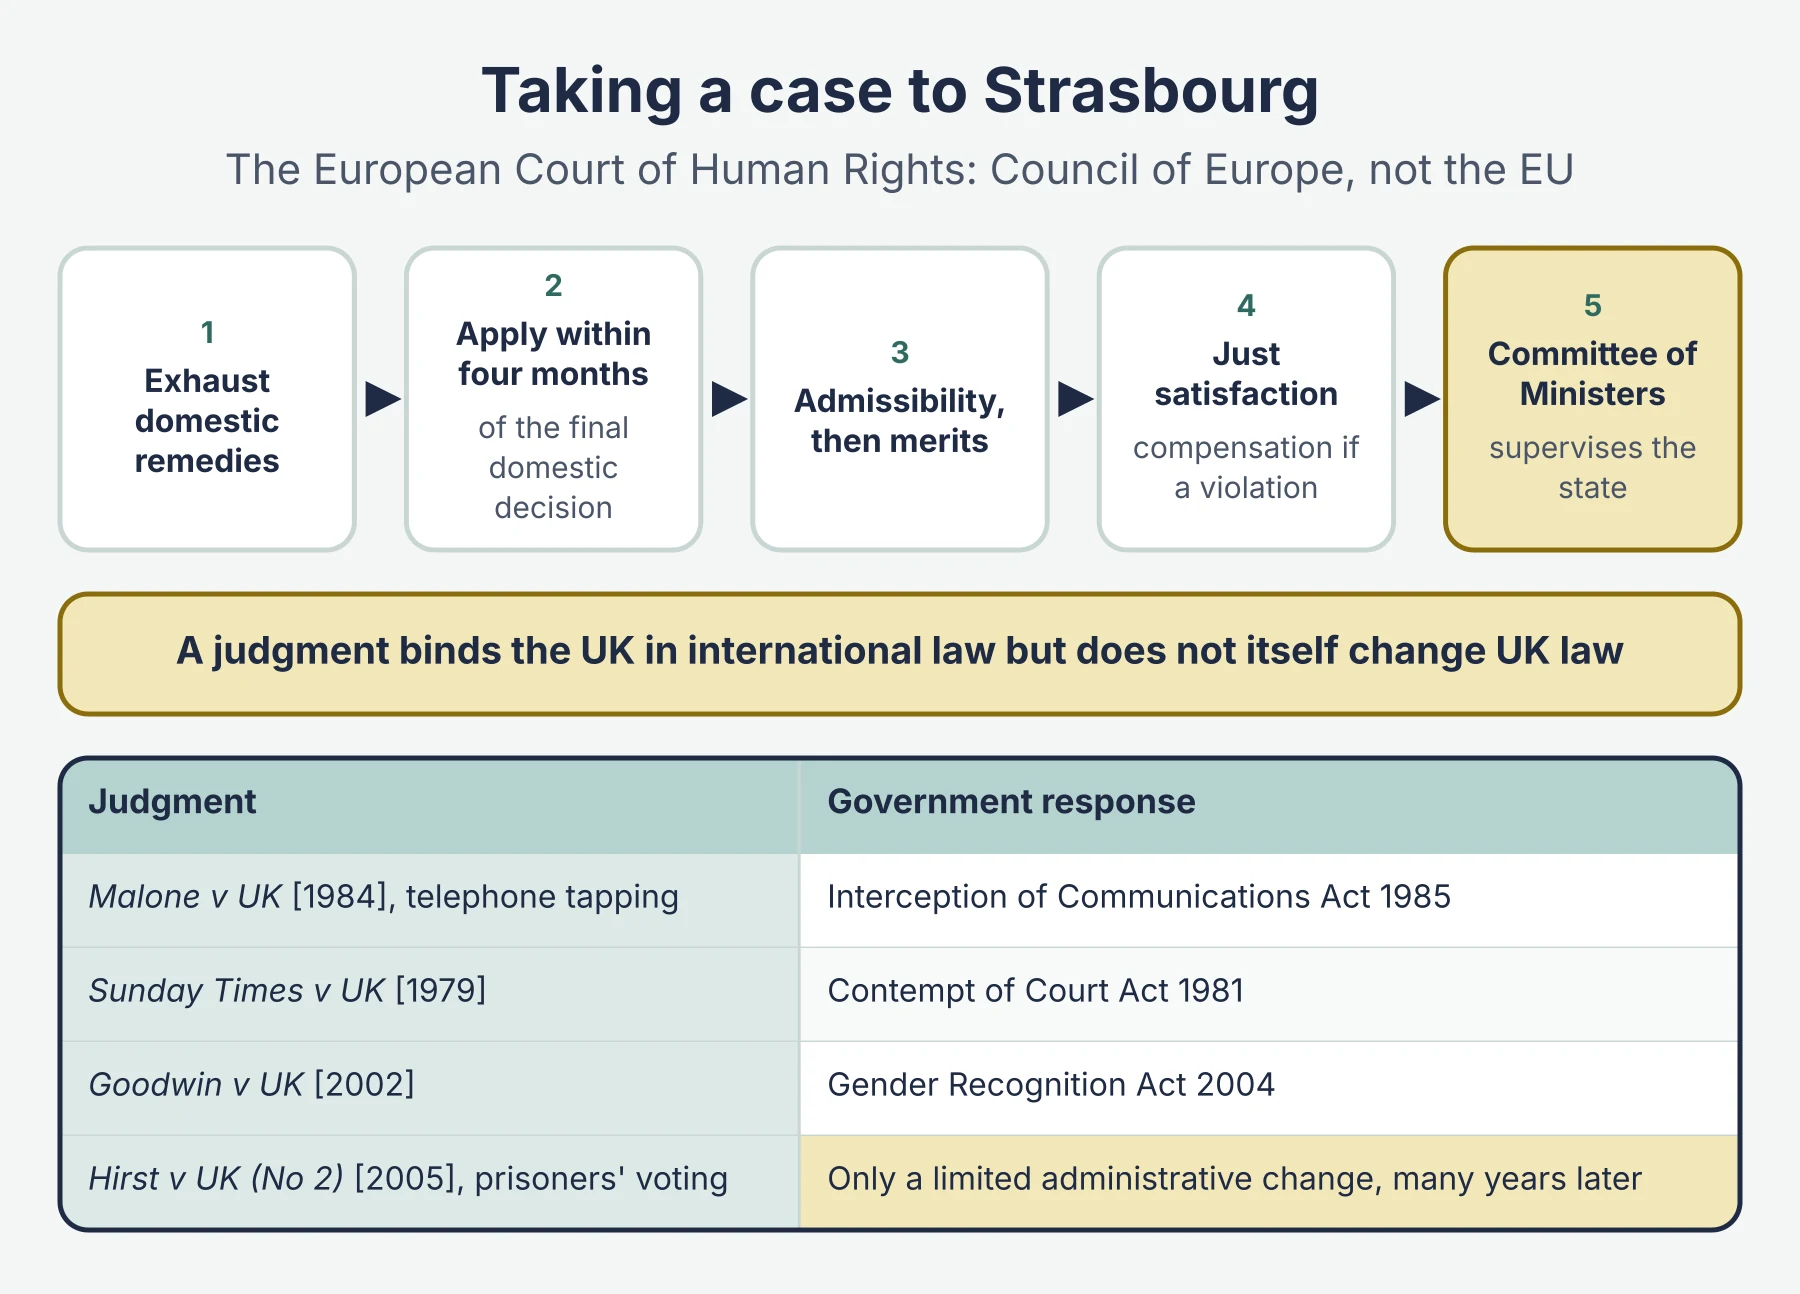 Taking a case to Strasbourg
The European Court of Human Rights: Council of Europe, not the EU
1
Exhaust
domestic
remedies
2
Apply within
four months
of the final
domestic
decision
3
Admissibility,
then merits
4
Just
satisfaction
compensation if
a violation
5
Committee of
Ministers
supervises the
state
A judgment binds the UK in international law but does not itself change UK law
Judgment
Government response
Malone v UK [1984], telephone tapping
Interception of Communications Act 1985
Sunday Times v UK [1979]
Contempt of Court Act 1981
Goodwin v UK [2002]
Gender Recognition Act 2004
Hirst v UK (No 2) [2005], prisoners' voting
Only a limited administrative change, many years later